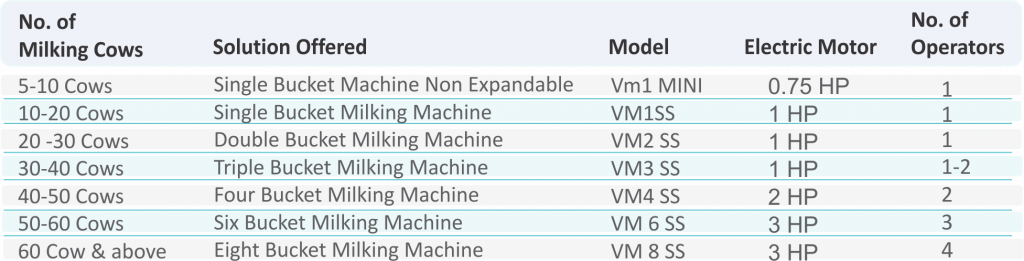 No. of Milking Cows Solution Offered Model Electric Motor No. of Operators
5-10 Cows Single Bucket Machine Non Expandable Vm1 MINI 0.75 HP 1
10-20 Cows Single Bucket Milking Machine VM1SS 1 HP 1
20 -30 Cows Double Bucket Milking Machine VM2 SS 1 HP 1
30-40 Cows Triple Bucket Milking Machine VM3 SS 1 HP 1-2
40-50 Cows Four Bucket Milking Machine VM4 SS 2 HP 2
50-60 Cows Six Bucket Milking Machine VM 6 SS 3 HP 3
60 Cow & above Eight Bucket Milking Machine VM 8 SS 3 HP 4